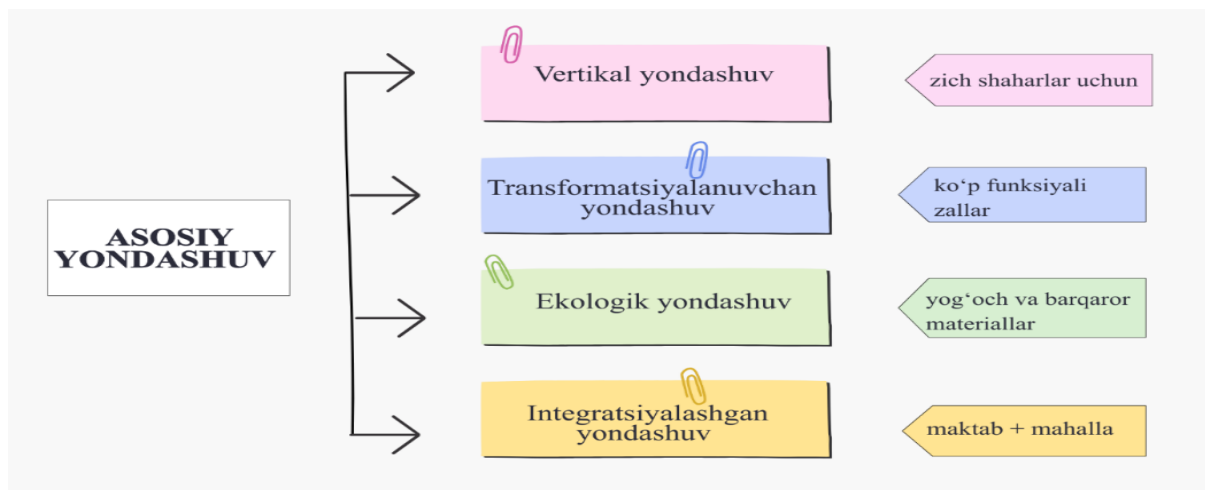 ASOSIY
YONDASHUV
Vertikal yondashuv
zich shaharlar uchun
Transformatsiyalanuvchan
yondashuv
ko‘p funksiyali
zallar
Ekologik yondashuv
yog‘och va barqaror
materiallar
Integratsiyalashgan
yondashuv
maktab + mahalla